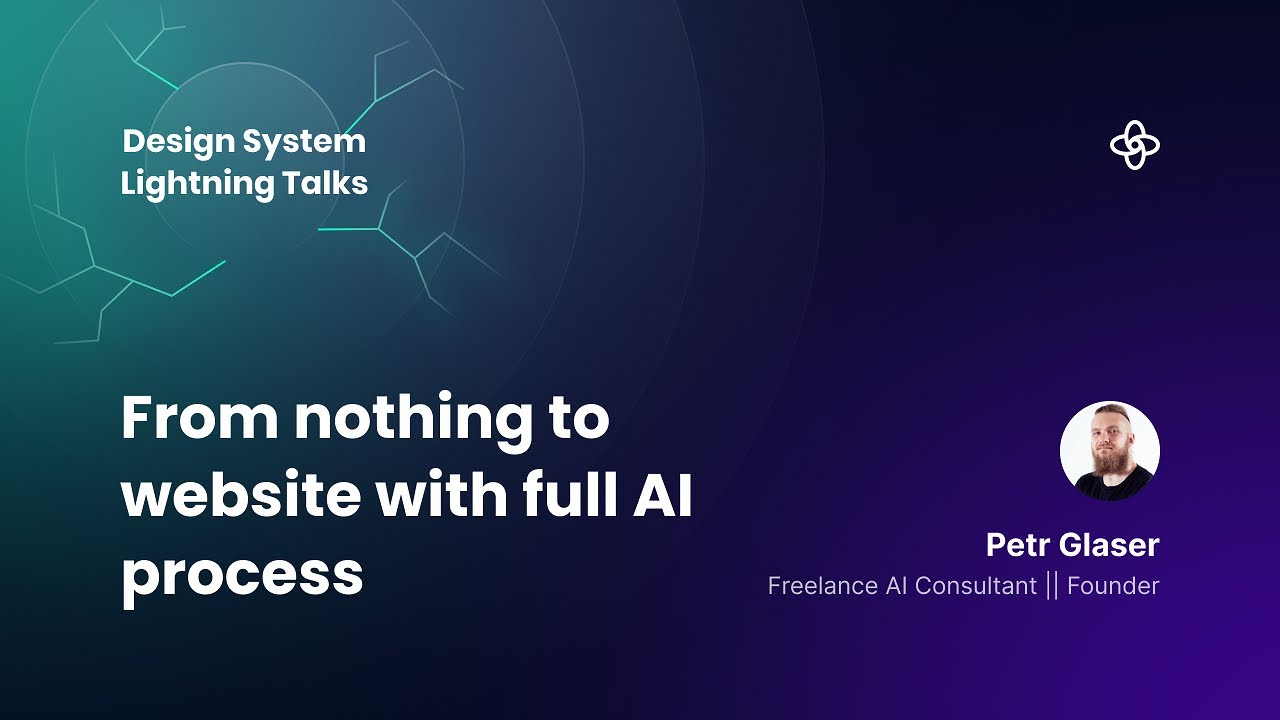 Design System
Lightning Talks
From nothing to
website with full AI
process
Petr Glaser
Freelance AI Consultant || Founder